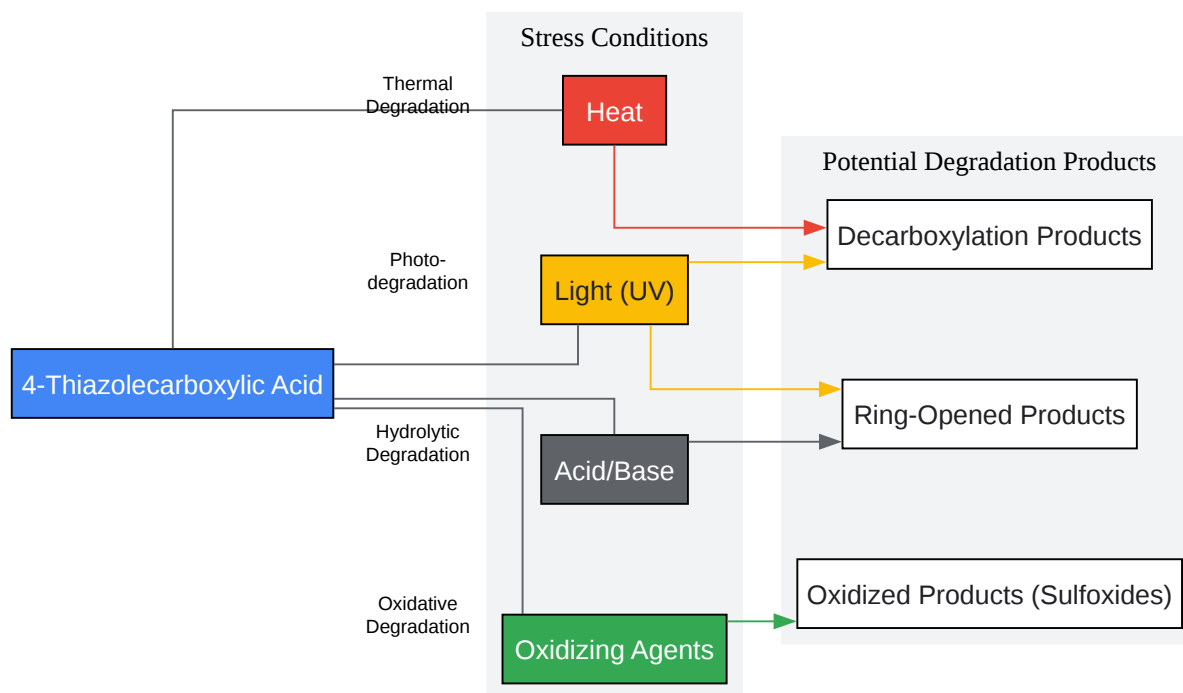 Stress Conditions
Thermal
Degradation
Heat
Potential Degradation Products
Decarboxylation Products
Photo-
degradation
Light (UV)
4-Thiazolecarboxylic Acid
Ring-Opened Products
Hydrolytic
Degradation
Acid/Base
Oxidized Products (Sulfoxides)
Oxidative
Degradation
Oxidizing Agents